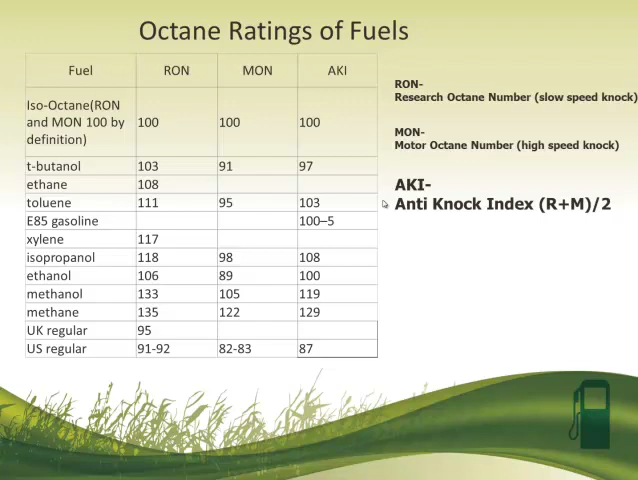 Octane Ratings of Fuels
Fuel RON MON AKI
Iso-Octane(RON
and MON 100 by 100 100 100
definition)
t-butanol 103 91 97
ethane 108
toluene 111 95 103
E85 gasoline 100–5
xylene 117
isopropanol 118 98 108
ethanol 106 89 100
methanol 133 105 119
methane 135 122 129
UK regular 95
US regular 91-92 82-83 87
RON-
Research Octane Number (slow speed knock)
MON-
Motor Octane Number (high speed knock)
AKI-
Anti Knock Index (R+M)/2